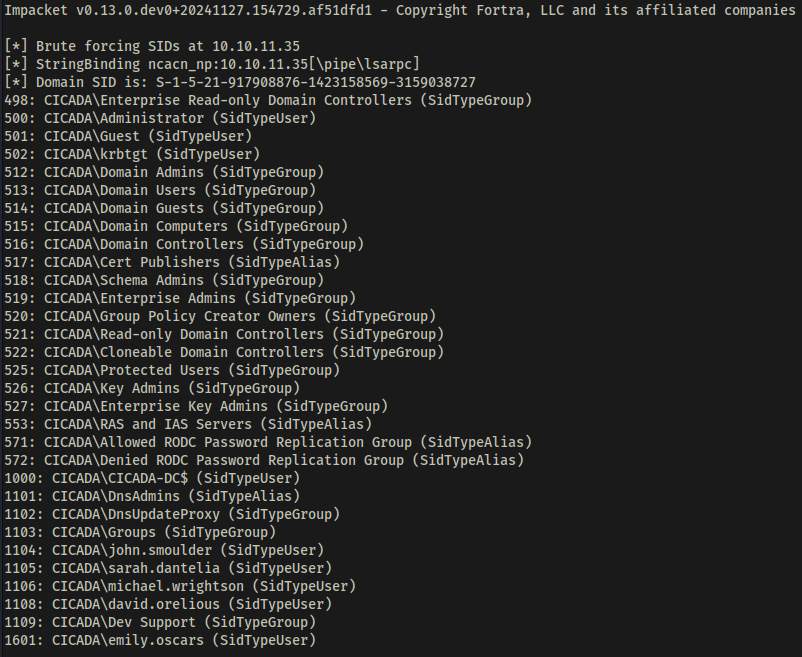 Impacket v0.13.0.dev0+20241127.154729.af51dfd1 - Copyright Fortra, LLC and its affiliated companies
[*] Brute forcing SIDs at 10.10.11.35
[*] StringBinding ncacn_np:10.10.11.35[\pipe\lsarpc]
[*] Domain SID is: S-1-5-21-917908876-1423158569-3159038727
498: CICADA\Enterprise Read-only Domain Controllers (SidTypeGroup)
500: CICADA\Administrator (SidTypeUser)
501: CICADA\Guest (SidTypeUser)
502: CICADA\krbtgt (SidTypeUser)
512: CICADA\Domain Admins (SidTypeGroup)
513: CICADA\Domain Users (SidTypeGroup)
514: CICADA\Domain Guests (SidTypeGroup)
515: CICADA\Domain Computers (SidTypeGroup)
516: CICADA\Domain Controllers (SidTypeGroup)
517: CICADA\Cert Publishers (SidTypeAlias)
518: CICADA\Schema Admins (SidTypeGroup)
519: CICADA\Enterprise Admins (SidTypeGroup)
520: CICADA\Group Policy Creator Owners (SidTypeGroup)
521: CICADA\Read-only Domain Controllers (SidTypeGroup)
522: CICADA\Cloneable Domain Controllers (SidTypeGroup)
525: CICADA\Protected Users (SidTypeGroup)
526: CICADA\Key Admins (SidTypeGroup)
527: CICADA\Enterprise Key Admins (SidTypeGroup)
553: CICADA\RAS and IAS Servers (SidTypeAlias)
571: CICADA\Allowed RODC Password Replication Group (SidTypeAlias)
572: CICADA\Denied RODC Password Replication Group (SidTypeAlias)
1000: CICADA\CICADA-DC$ (SidTypeUser)
1101: CICADA\DnsAdmins (SidTypeAlias)
1102: CICADA\DnsUpdateProxy (SidTypeGroup)
1103: CICADA\Groups (SidTypeGroup)
1104: CICADA\john.smoulder (SidTypeUser)
1105: CICADA\sarah.dantelia (SidTypeUser)
1106: CICADA\michael.wrightson (SidTypeUser)
1108: CICADA\david.orelious (SidTypeUser)
1109: CICADA\Dev Support (SidTypeGroup)
1601: CICADA\emily.oscars (SidTypeUser)